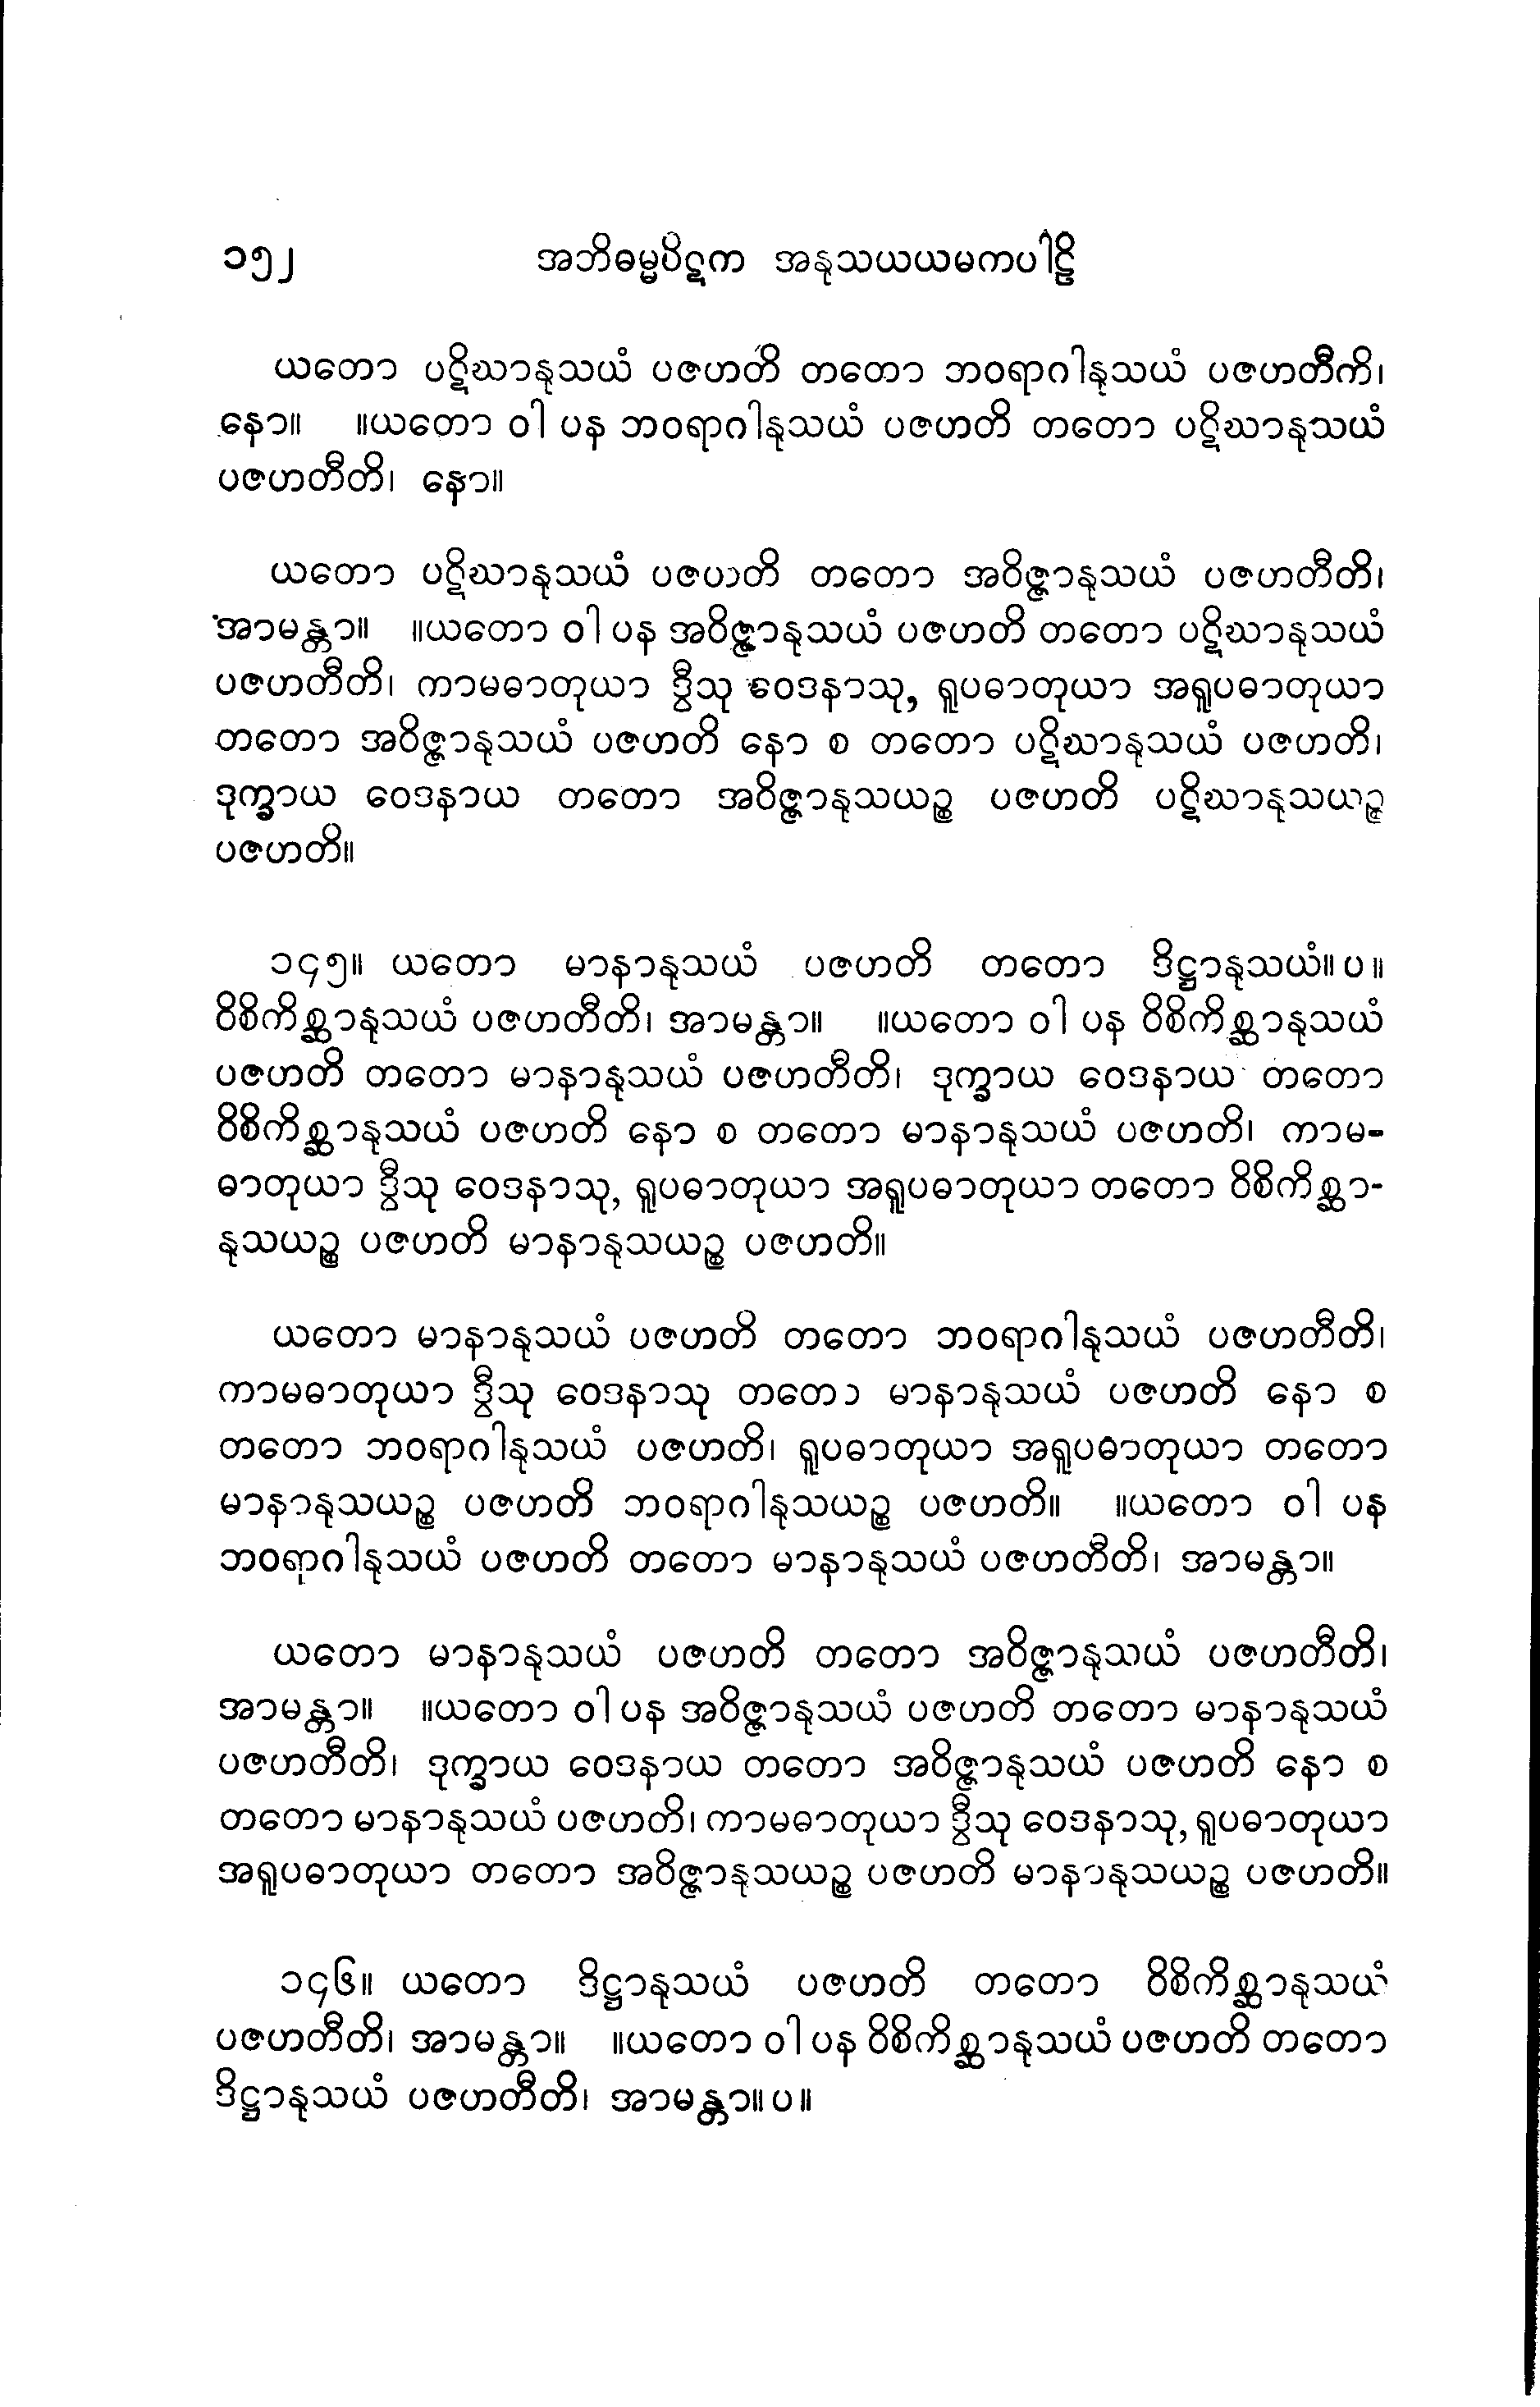 ၁၅၂ အဘိဓမ္မပိဋက အနုသယယမကပါဠိ
ယတော ပဋိဃာနုသယံ ပဇဟတိ တတော ဘဝရာဂါနုသယံ ပဇဟတီကိ၊
နော။ ။ယတော ဝါ ပန ဘဝရာဂါနုသယံ ပဇဟတိ တတော ပဋိဃာနုသယံ
ပဇဟတီတိ၊ နော။
ယတော ပဋိဃာနုသယံ ပဇဟတိ တတော အဝိဇ္ဇာနုသယံ ပဇဟတီတိ၊
အာမန္တာ။ ။ယတော ဝါ ပန အဝိဇ္ဇာနုသယံ ပဇဟတိ တတော ပဋိဃာနုသယံ
ပဇဟတီတိ၊ ကာမဓာတုယာ ဒွီသု ဝေဒနာသု, ရူပဓာတုယာ အရူပဓာတုယာ
တတော အဝိဇ္ဇာနုသယံ ပဇဟတိ နော စ တတော ပဋိဃာနုသယံ ပဇဟတိ၊
ဒုက္ခာယ ဝေဒနာယ တတော အဝိဇ္ဇာနုသယဉ္စ ပဇဟတိ ပဋိဃာနုသယဉ္စ
ပဇဟတိ။
၁၄၅။ ယတော မာနာနုသယံ ပဇဟတိ တတော ဒိဋ္ဌာနုသယံ။ပ။
ဝိစိကိစ္ဆာနုသယံ ပဇဟတီတိ၊ အာမန္တာ။ ။ယတော ဝါ ပန ဝိစိကိစ္ဆာနုသယံ
ပဇဟတိ တတော မာနာနုသယံ ပဇဟတီတိ၊ ဒုက္ခာယ ဝေဒနာယ တတော
ဝိစိကိစ္ဆာနုသယံ ပဇဟတိ နော စ တတော မာနာနုသယံ ပဇဟတိ၊ ကာမ-
ဓာတုယာ ဒွီသု ဝေဒနာသု, ရူပဓာတုယာ အရူပဓာတုယာ တတော ဝိစိကိစ္ဆာ-
နုသယဉ္စ ပဇဟတိ မာနာနုသယဉ္စ ပဇဟတိ။
ယတော မာနာနုသယံ ပဇဟတိ တတော ဘဝရာဂါနုသယံ ပဇဟတီတိ၊
ကာမဓာတုယာ ဒွီသု ဝေဒနာသု တတော မာနာနုသယံ ပဇဟတိ နော စ
တတော ဘဝရာဂါနုသယံ ပဇဟတိ၊ ရူပဓာတုယာ အရူပဓာတုယာ တတော
မာနာနုသယဉ္စ ပဇဟတိ ဘဝရာဂါနုသယဉ္စ ပဇဟတိ။ ။ယတော ဝါ ပန
ဘဝရာဂါနုသယံ ပဇဟတိ တတော မာနာနုသယံ ပဇဟတီတိ၊ အာမန္တာ။
ယတော မာနာနုသယံ ပဇဟတိ တတော အဝိဇ္ဇာနုသယံ ပဇဟတီတိ၊
အာမန္တာ။ ။ယတော ဝါ ပန အဝိဇ္ဇာနုသယံ ပဇဟတိ တတော မာနာနုသယံ
ပဇဟတီတိ၊ ဒုက္ခာယ ဝေဒနာယ တတော အဝိဇ္ဇာနုသယံ ပဇဟတိ နော စ
တတော မာနာနုသယံ ပဇဟတိ၊ ကာမဓာတုယာ ဒွီသု ဝေဒနာသု, ရူပဓာတုယာ
အရူပဓာတုယာ တတော အဝိဇ္ဇာနုသယဉ္စ ပဇဟတိ မာနာနုသယဉ္စ ပဇဟတိ။
၁၄၆။ ယတော ဒိဋ္ဌာနုသယံ ပဇဟတိ တတော ဝိစိကိစ္ဆာနုသယံ
ပဇဟတီတိ၊ အာမန္တာ။ ။ယတော ဝါ ပန ဝိစိကိစ္ဆာနုသယံ ပဇဟတိ တတော
ဒိဋ္ဌာနုသယံ ပဇဟတီတိ၊ အာမန္တာ။ပ။